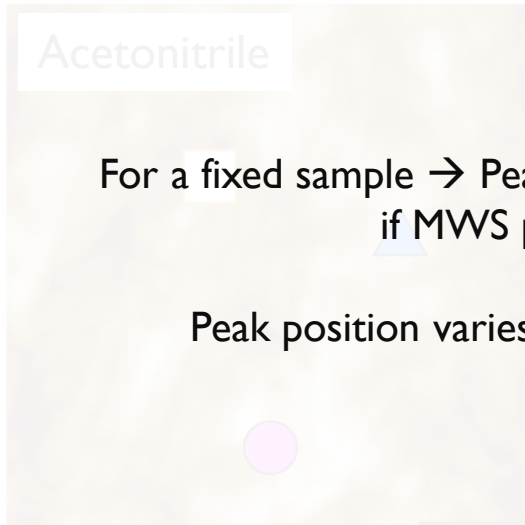 Acetonitrile
For a fixed sample → Pea
if MWS
Peak position varies